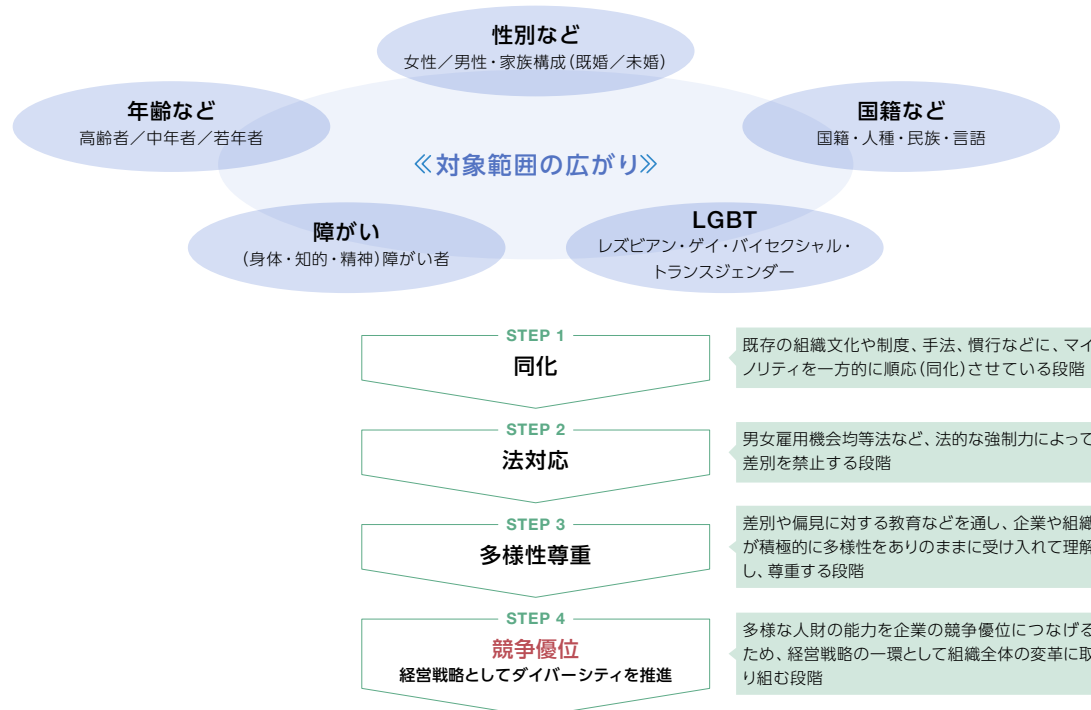 性別など
女性／男性・家族構成（既婚／未婚）
年齢など
高齢者／中年者／若年者
国籍など
国籍・人種・民族・言語
≪対象範囲の広がり≫
障がい
（身体・知的・精神）障がい者
LGBT
レズビアン・ゲイ・バイセクシャル・
トランスジェンダー
STEP 1
同化
既存の組織文化や制度、手法、慣行などに、マイ
ノリティを一方的に順応（同化）させている段階
STEP 2
法対応
男女雇用機会均等法など、法的な強制力によって
差別を禁止する段階
STEP 3
多様性尊重
差別や偏見に対する教育などを通し、企業や組織
が積極的に多様性をありのままに受け入れて理解
し、尊重する段階
STEP 4
競争優位
経営戦略としてダイバーシティを推進
多様な人財の能力を企業の競争優位につなげる
ため、経営戦略の一環として組織全体の変革に取
り組む段階